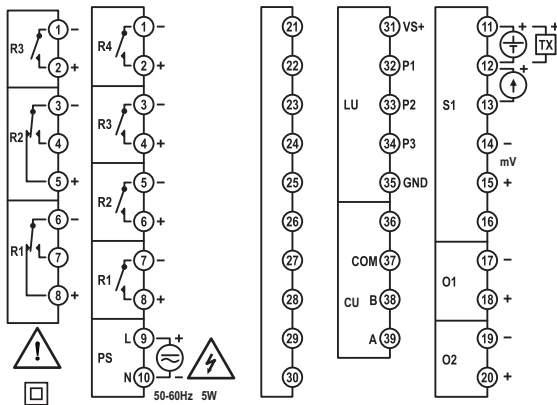 R3 1 −
2 +
R2 3 −
4
5 +
R1 6 −
7
8 +
!
R4 1 −
2 +
R3 3 −
4 +
R2 5 −
6 +
R1 7 −
8 +
PS L 9 +
N 10 −
50-60Hz 5W
21
22
23
24
25
26
27
28
29
30
LU 31 VS+
32 P1
33 P2
34 P3
35 GND
36
COM 37
CU B 38
A 39
S1 11 + + TX
12 +
13
14 −
mV
15 +
16
O1 17 −
18 +
O2 19 −
20 +